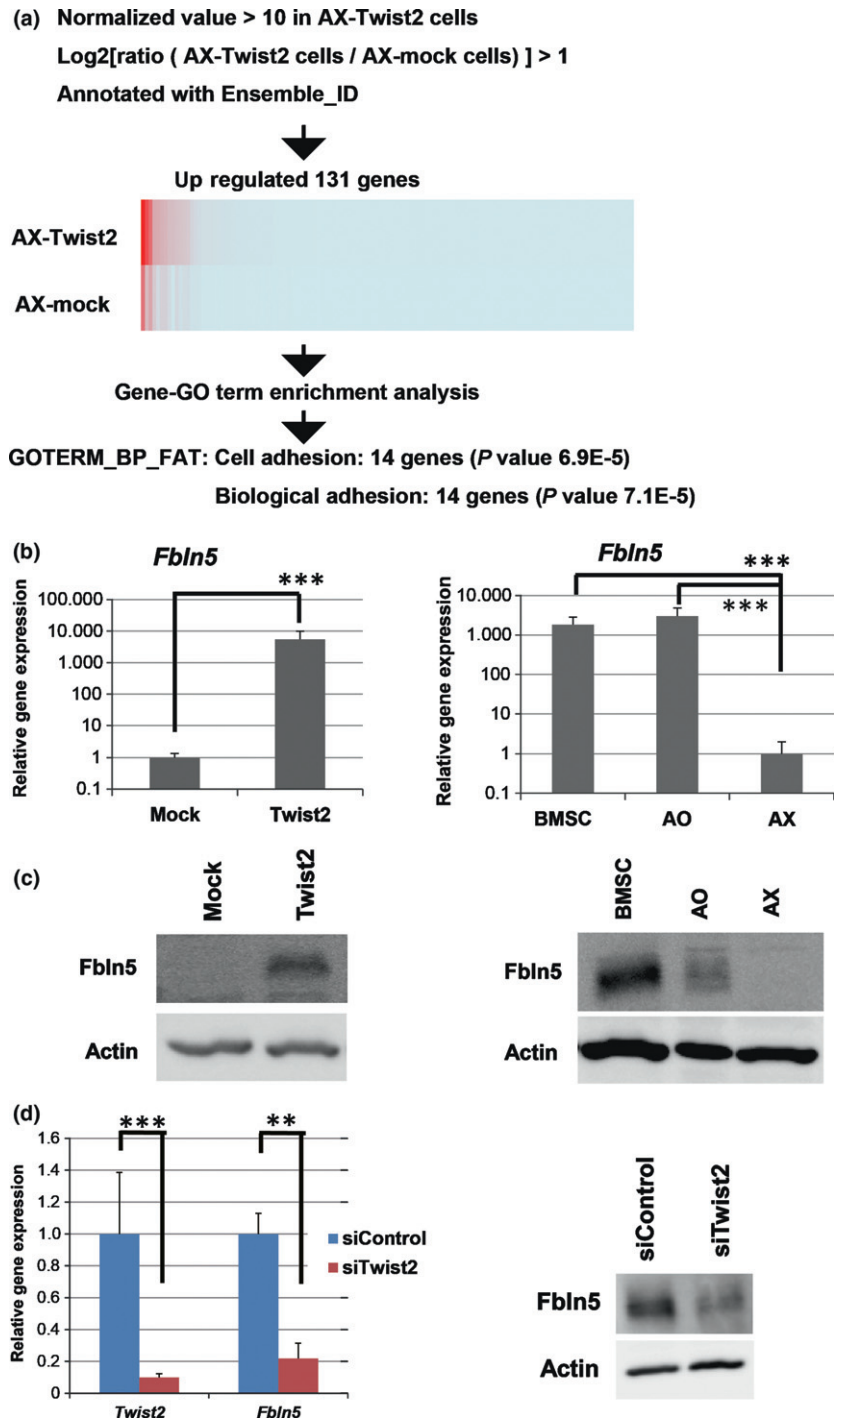 (a) Normalized value > 10 in AX-Twist2 cells
Log2[ratio ( AX-Twist2 cells / AX-mock cells) ] > 1
Annotated with Ensemble_ID
Up regulated 131 genes
AX-Twist2
AX-mock
Gene-GO term enrichment analysis
GOTERM_BP_FAT: Cell adhesion: 14 genes (P value 6.9E-5)
Biological adhesion: 14 genes (P value 7.1E-5)
(b)
Fbln5
***
Relative gene expression
100.000
10.000
1.000
100
10
1
0.1
Mock Twist2
Fbln5
***
***
Relative gene expression
10.000
1.000
100
10
1
0.1
BMSC AO AX
(c)
Mock Twist2
Fbln5
Actin
BMSC AO AX
Fbln5
Actin
(d)
*** **
Relative gene expression
1.6
1.4
1.2
1.0
0.8
0.6
0.4
0.2
0
Twist2 Fbln5
siControl
siTwist2
siControl siTwist2
Fbln5
Actin